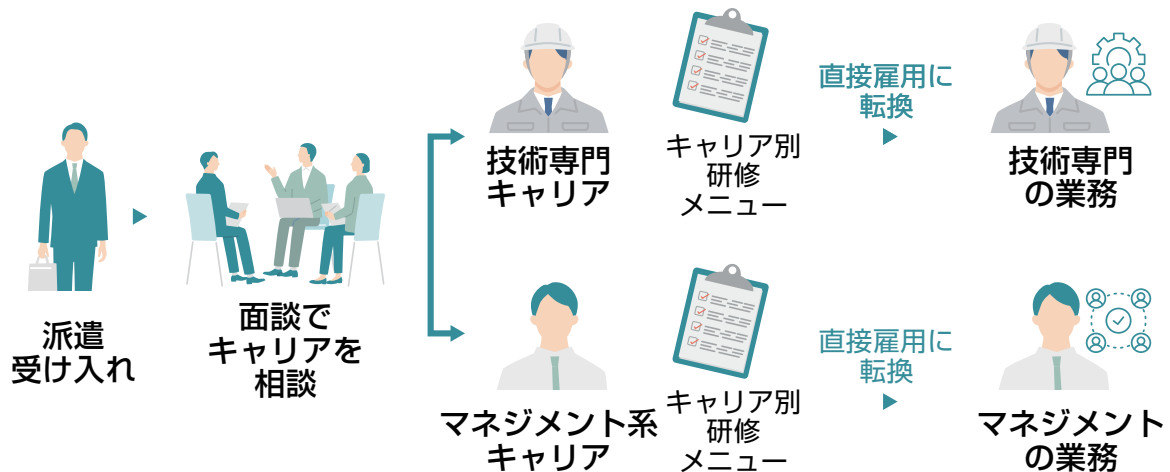 派遣
受け入れ
面談で
キャリアを
相談
技術専門
キャリア
キャリア別
研修
メニュー
直接雇用に
転換
技術専門
の業務
マネジメント系
キャリア
キャリア別
研修
メニュー
直接雇用に
転換
マネジメント
の業務